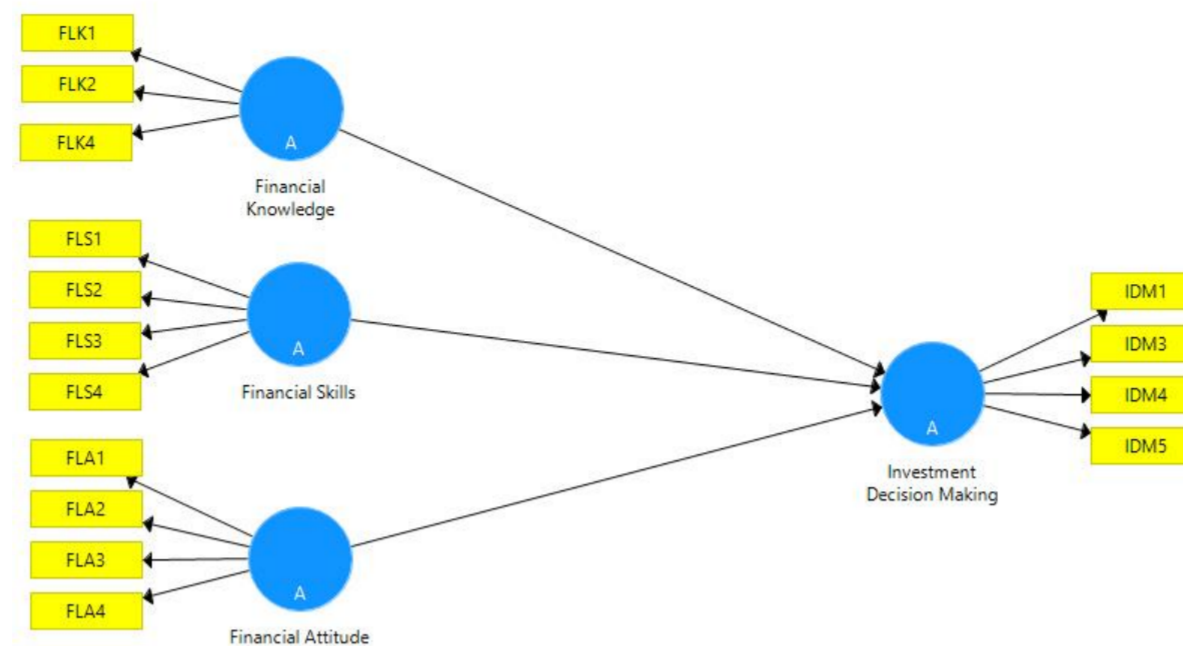 FLK1
FLK2
FLK4
A
Financial
Knowledge
FLS1
FLS2
FLS3
FLS4
A
Financial Skills
FLA1
FLA2
FLA3
FLA4
A
Financial Attitude
IDM1
IDM3
IDM4
IDM5
A
Investment
Decision Making